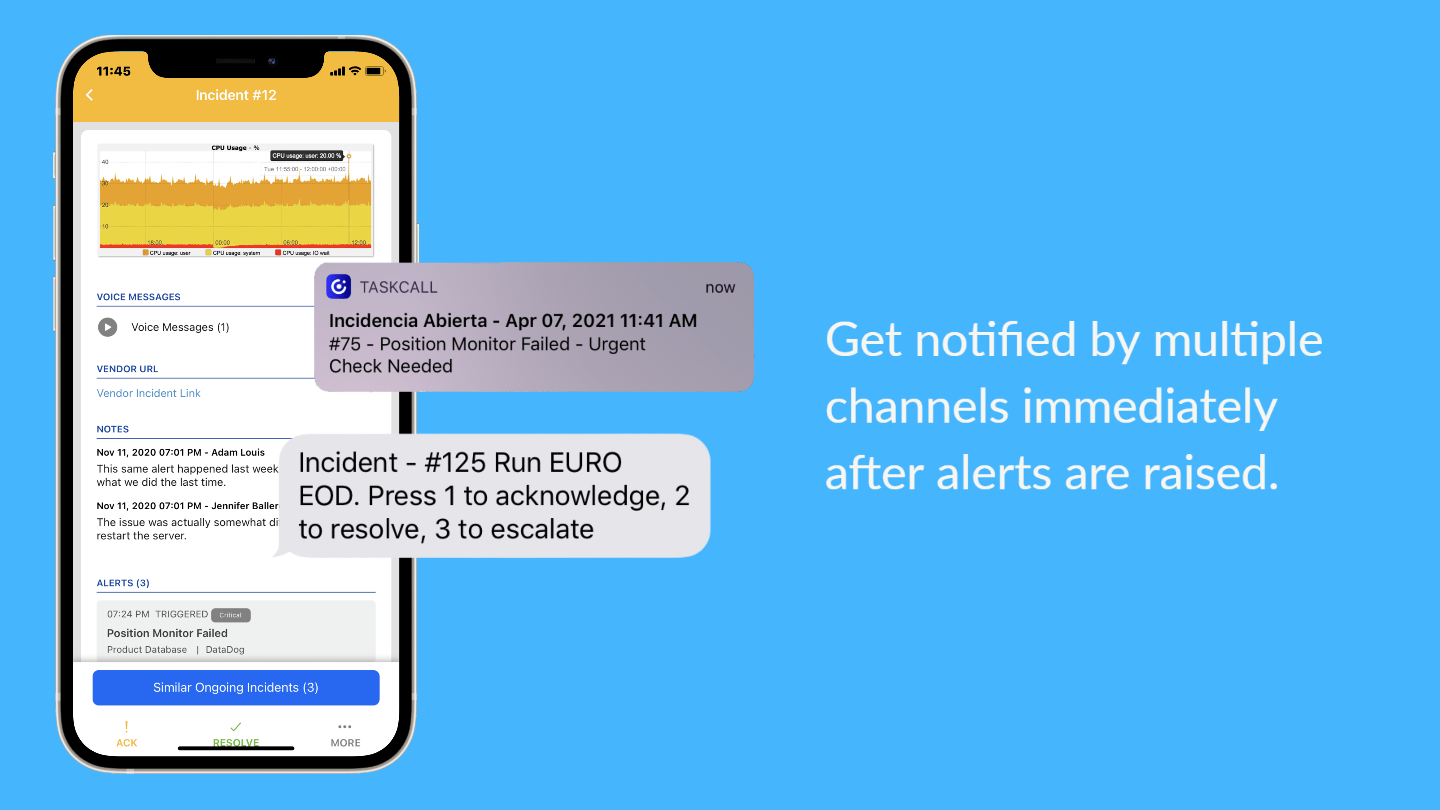 11:45
Incident #12
CPU Usage - %
CPU usage: user: 20.00 %
Tue 11:55:00 - 12:00:00 +00:00
40
30
20
10
18:00 00:00 06:00 12:00
CPU usage: user CPU usage: system CPU usage: IO wait
VOICE MESSAGES
Voice Messages (1)
VENDOR URL
Vendor Incident Link
NOTES
Nov 11, 2020 07:01 PM - Adam Louis
This same alert happened last week
what we did the last time.
Nov 11, 2020 07:01 PM - Jennifer Baller
The issue was actually somewhat di
restart the server.
ALERTS (3)
07:24 PM TRIGGERED Critical
Position Monitor Failed
Product Database | DataDog
Similar Ongoing Incidents (3)
ACK RESOLVE MORE
TASKCALL now
Incidencia Abierta - Apr 07, 2021 11:41 AM
#75 - Position Monitor Failed - Urgent
Check Needed
Incident - #125 Run EURO
EOD. Press 1 to acknowledge, 2
to resolve, 3 to escalate
Get notified by multiple
channels immediately
after alerts are raised.